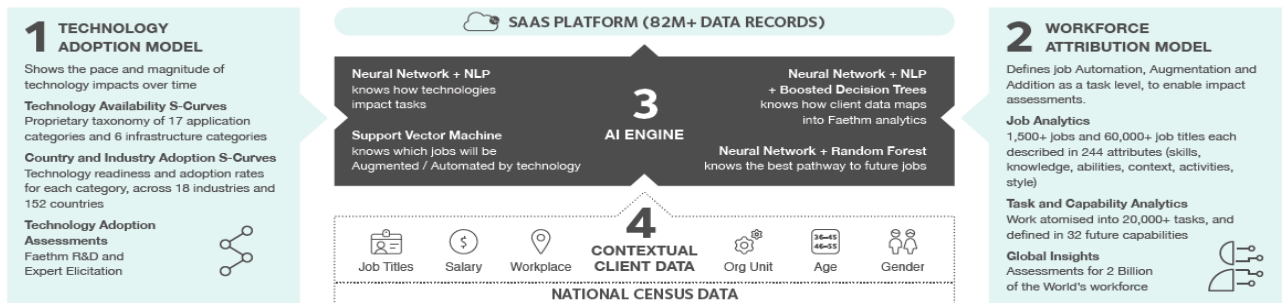 1 TECHNOLOGY
ADOPTION MODEL
Shows the pace and magnitude of
technology impacts over time
Technology Availability S-Curves
Proprietary taxonomy of 17 application
categories and 6 infrastructure categories
Country and Industry Adoption S-Curves
Technology readiness and adoption rates
for each category, across 18 industries and
152 countries
Technology Adoption
Assessments
Faethm R&D and
Expert Elicitation
SAAS PLATFORM (82M+ DATA RECORDS)
Neural Network + NLP
knows how technologies
impact tasks
Support Vector Machine
knows which jobs will be
Augmented / Automated by technology
3
AI ENGINE
Neural Network + NLP
+ Boosted Decision Trees
knows how client data maps
into Faethm analytics
Neural Network + Random Forest
knows the best pathway to future jobs
4
CONTEXTUAL
CLIENT DATA
Job Titles
$
Salary
Workplace
Org Unit
36–45
46–55
Age
Gender
NATIONAL CENSUS DATA
2 WORKFORCE
ATTRIBUTION MODEL
Defines job Automation, Augmentation and
Addition as a task level, to enable impact
assessments.
Job Analytics
1,500+ jobs and 60,000+ job titles each
described in 244 attributes (skills,
knowledge, abilities, context, activities,
style)
Task and Capability Analytics
Work atomised into 20,000+ tasks, and
defined in 32 future capabilities
Global Insights
Assessments for 2 Billion
of the World's workforce